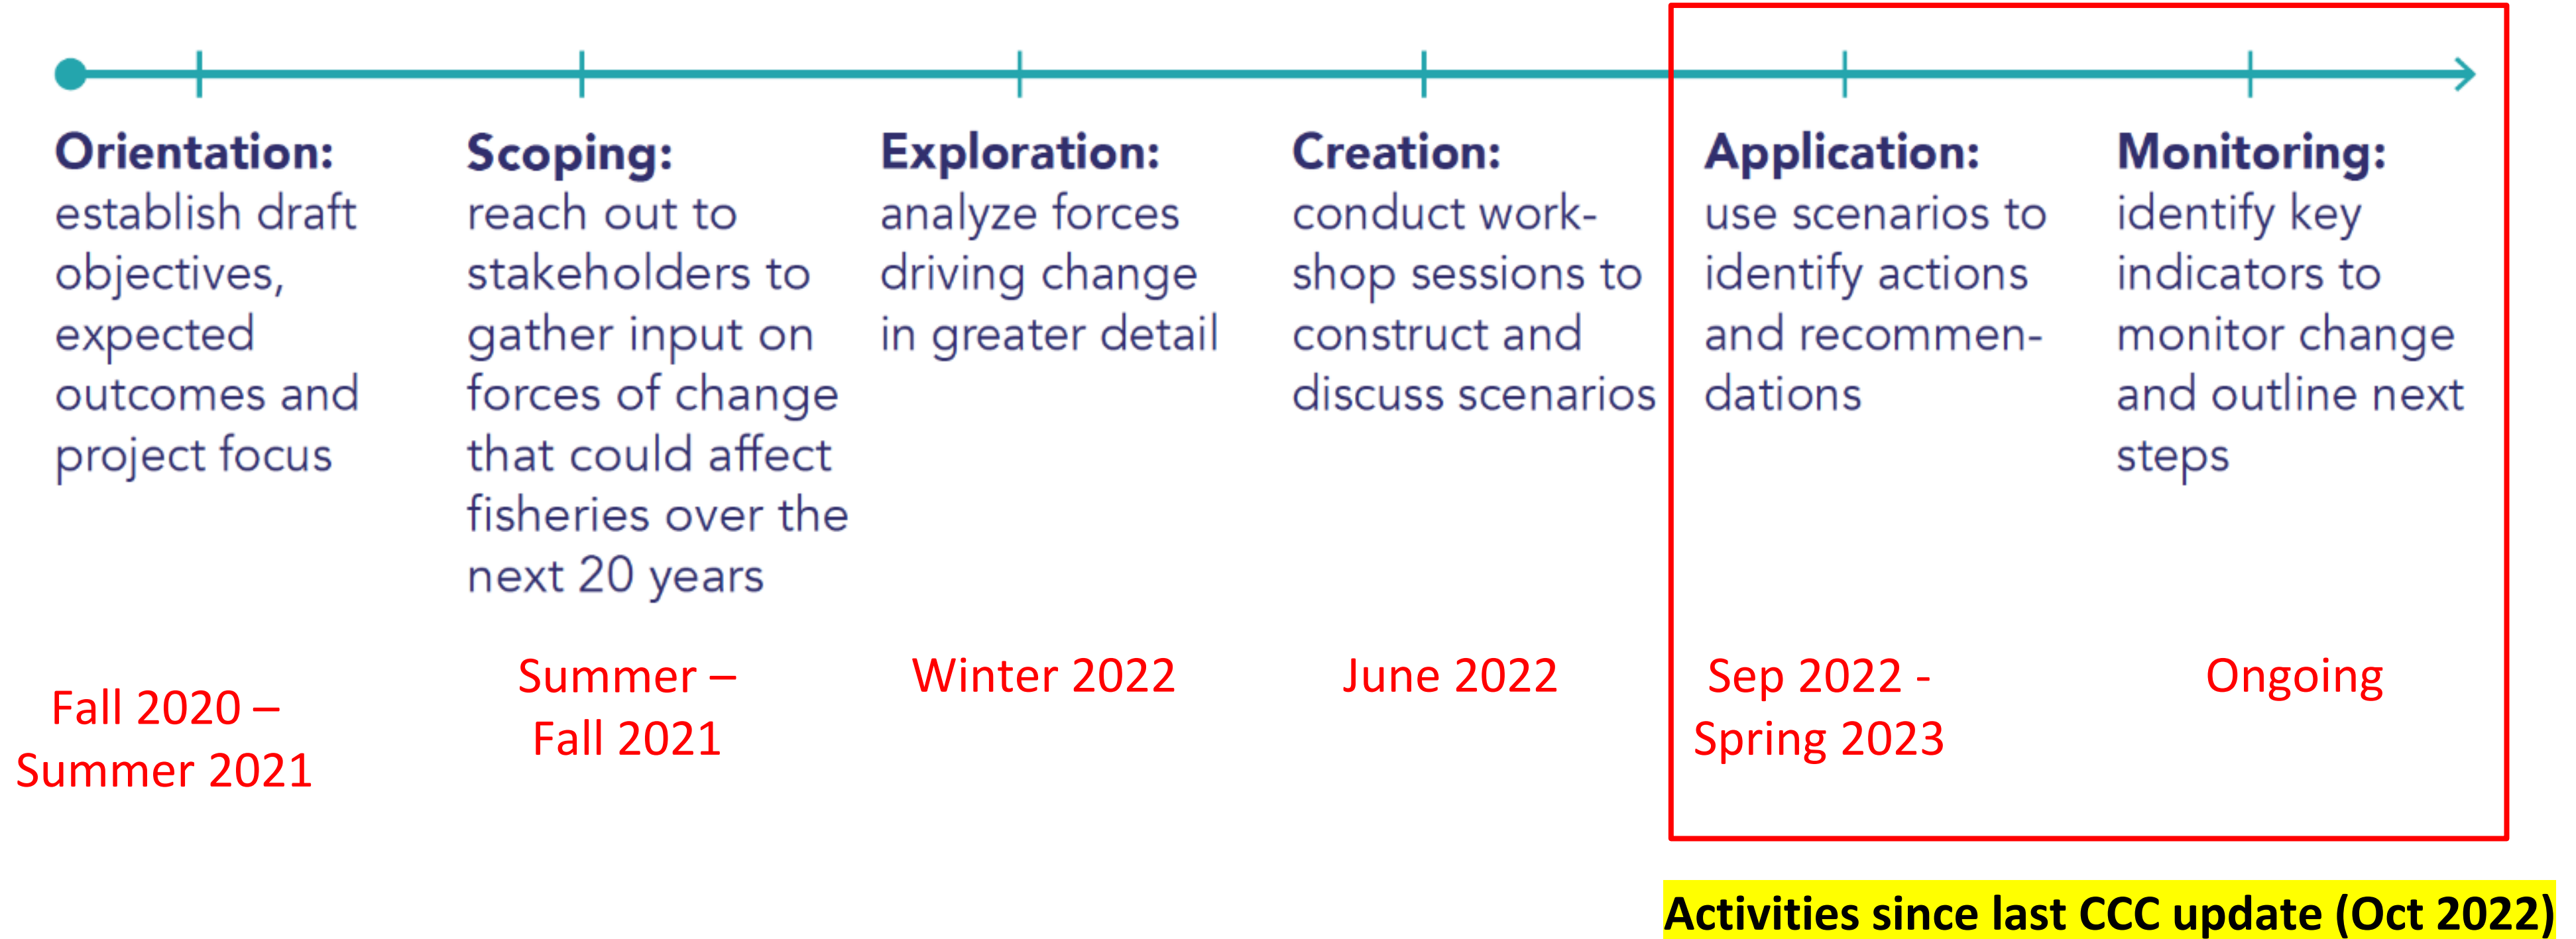 Orientation:
establish draft
objectives,
expected
outcomes and
project focus
Fall 2020 –
Summer 2021
Scoping:
reach out to
stakeholders to
gather input on
forces of change
that could affect
fisheries over the
next 20 years
Summer –
Fall 2021
Exploration:
analyze forces
driving change
in greater detail
Winter 2022
Creation:
conduct work-
shop sessions to
construct and
discuss scenarios
June 2022
Application:
use scenarios to
identify actions
and recommen-
dations
Sep 2022 -
Spring 2023
Monitoring:
identify key
indicators to
monitor change
and outline next
steps
Ongoing
Activities since last CCC update (Oct 2022)